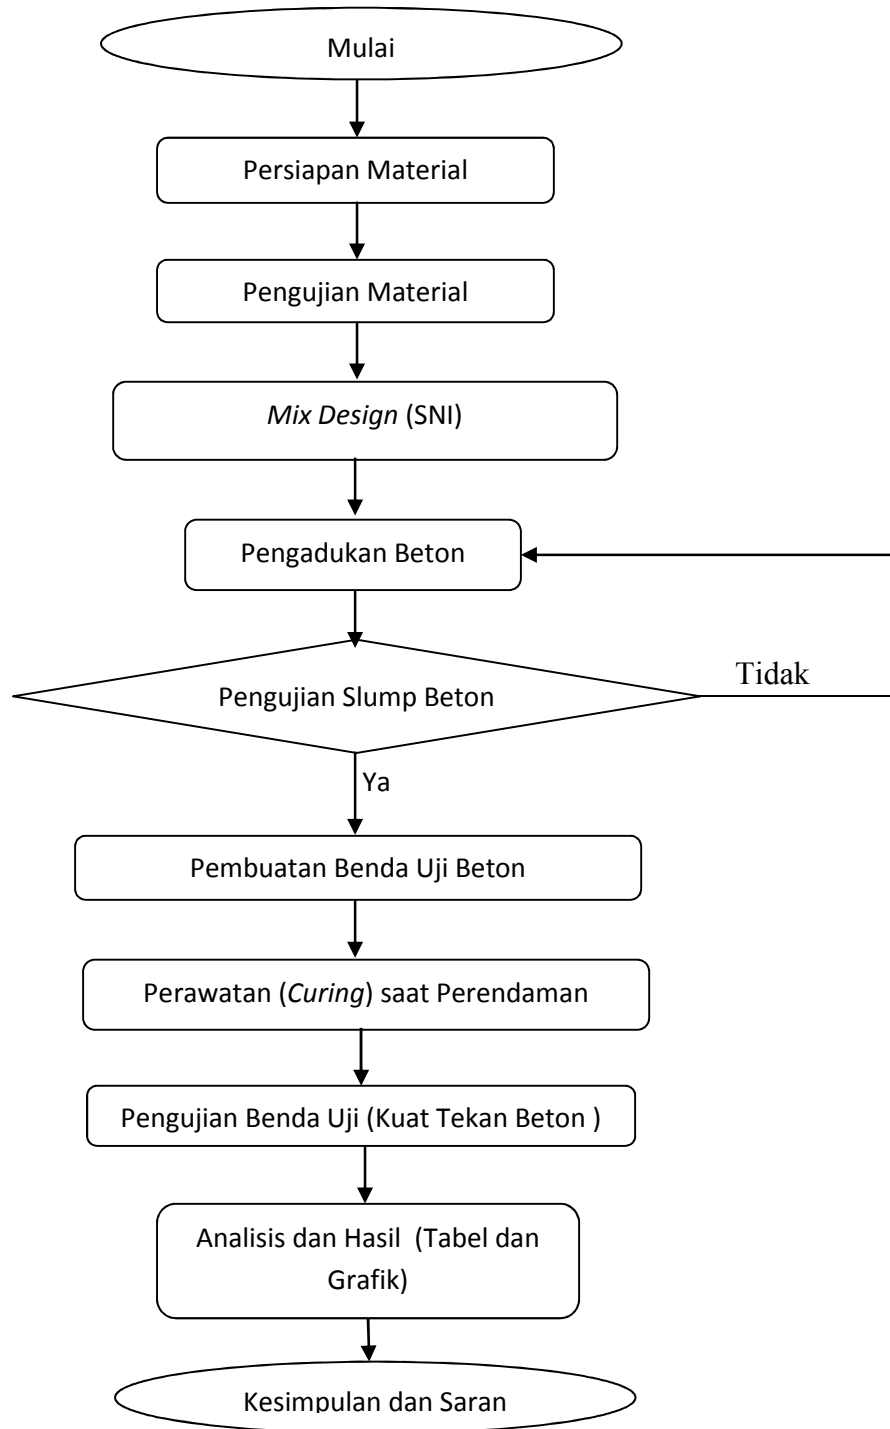 Mulai
Persiapan Material
Pengujian Material
Mix Design (SNI)
Pengadukan Beton
Pengujian Slump Beton
Tidak
Ya
Pembuatan Benda Uji Beton
Perawatan (Curing) saat Perendaman
Pengujian Benda Uji (Kuat Tekan Beton )
Analisis dan Hasil  (Tabel dan
Grafik)
Kesimpulan dan Saran